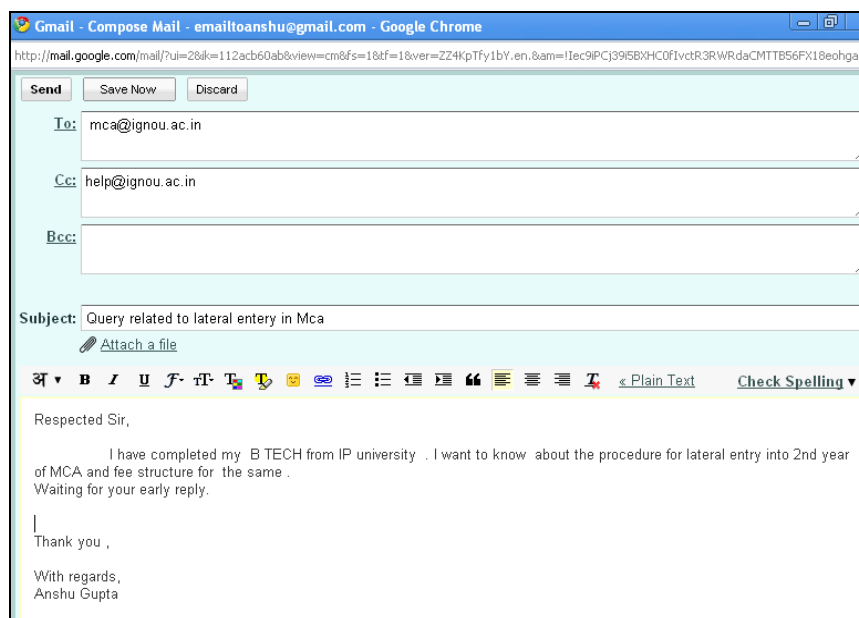 Gmail - Compose Mail - emailtoanshu@gmail.com - Google Chrome
http://mail.google.com/mail/?ui=2&ik=112acb60ab&view=cm&fs=1&tf=1&ver=ZZ4KpTfy1bY.en.&am=!Iec9iPCj39I5BXHC0fIvctR3RWRdaCMTTB56FX18eohga
Send Save Now Discard
To: mca@ignou.ac.in
Cc: help@ignou.ac.in
Bcc:
Subject: Query related to lateral entery in Mca
Attach a file
अ B I U F T T T « Plain Text Check Spelling
Respected Sir,
I have completed my B TECH from IP university . I want to know about the procedure for lateral entry into 2nd year
of MCA and fee structure for the same .
Waiting for your early reply.
Thank you ,
With regards,
Anshu Gupta